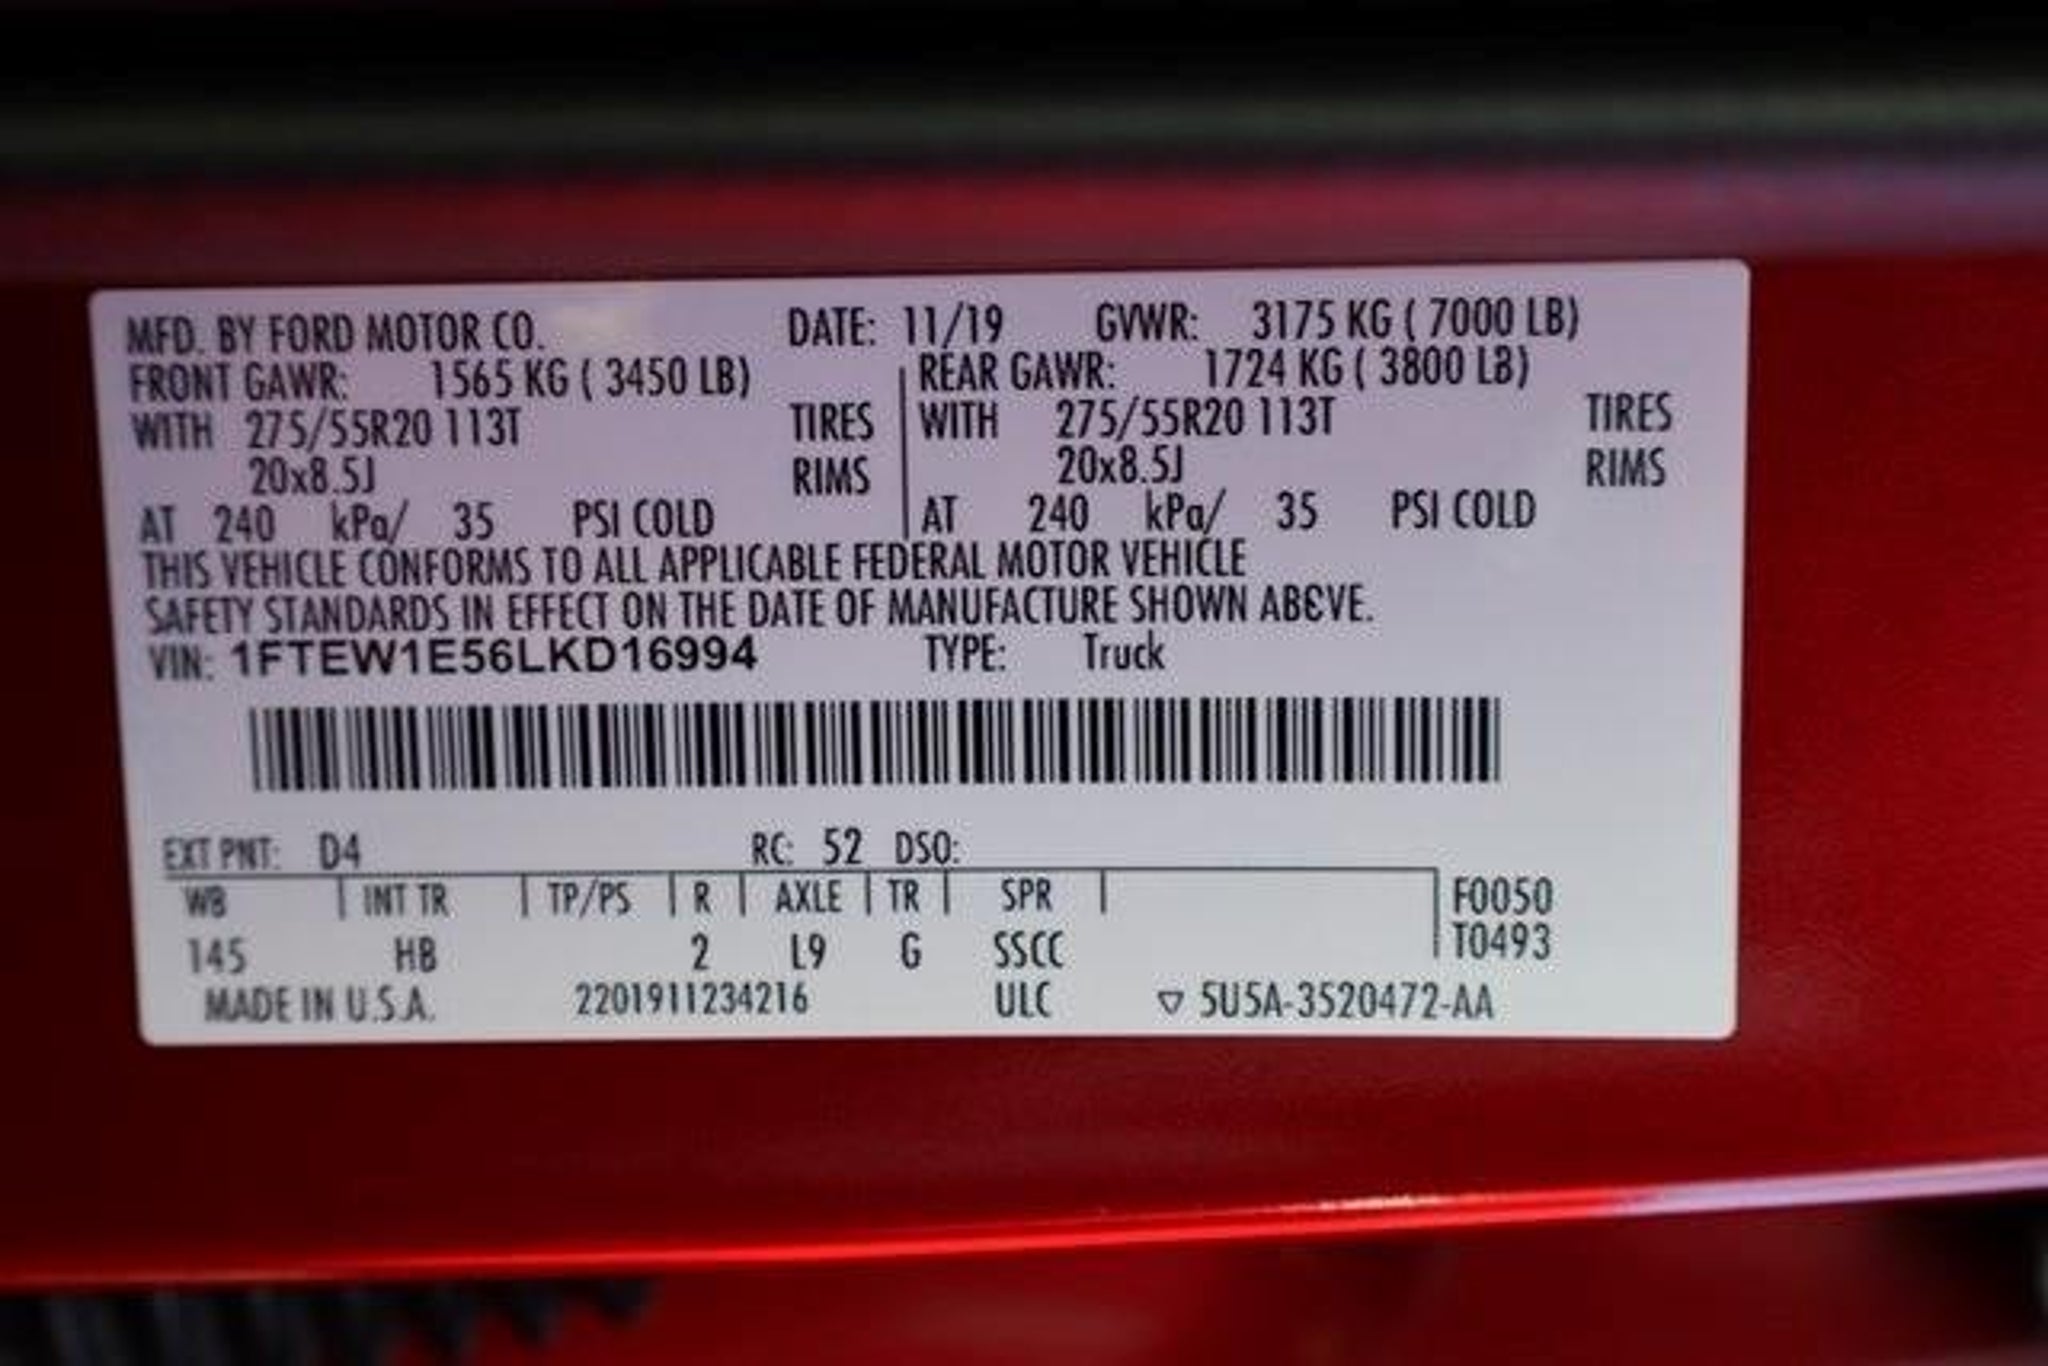 MFD. BY FORD MOTOR CO. DATE: 11/19 GVWR: 3175 KG ( 7000 LB)
FRONT GAWR: 1565 KG ( 3450 LB) REAR GAWR: 1724 KG ( 3800 LB)
WITH 275/55R20 113T TIRES WITH 275/55R20 113T TIRES
20x8.5J RIMS 20x8.5J RIMS
AT 240 kPa/ 35 PSI COLD AT 240 kPa/ 35 PSI COLD
THIS VEHICLE CONFORMS TO ALL APPLICABLE FEDERAL MOTOR VEHICLE
SAFETY STANDARDS IN EFFECT ON THE DATE OF MANUFACTURE SHOWN ABOVE.
VIN: 1FTEW1E56LKD16994 TYPE: Truck
EXT PNT: D4 RC: 52 DSO:
WB INT TR TP/PS R AXLE TR SPR F0050
145 HB 2 L9 G SSCC T0493
MADE IN U.S.A. 2201911234216 ULC ▽ 5U5A-3520472-AA